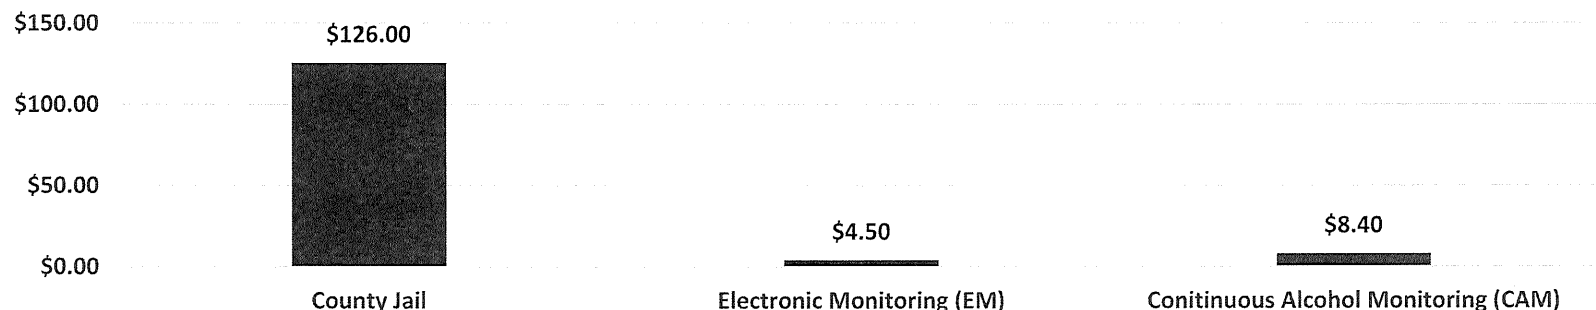 $150.00
$126.00
$100.00
$50.00
$4.50
$8.40
$0.00
County Jail
Electronic Monitoring (EM)
Conitinuous Alcohol Monitoring (CAM)